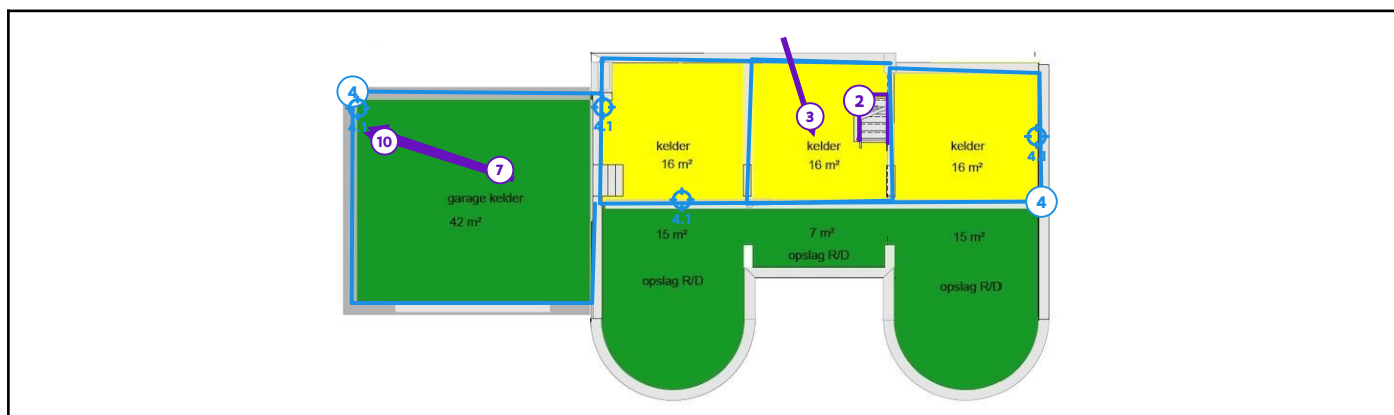 4
4.1
10
7
garage kelder
42 m²
4.1
kelder
16 m²
4.1
3
kelder
16 m²
2
kelder
16 m²
4.1
4
15 m²
opslag R/D
7 m²
opslag R/D
15 m²
opslag R/D